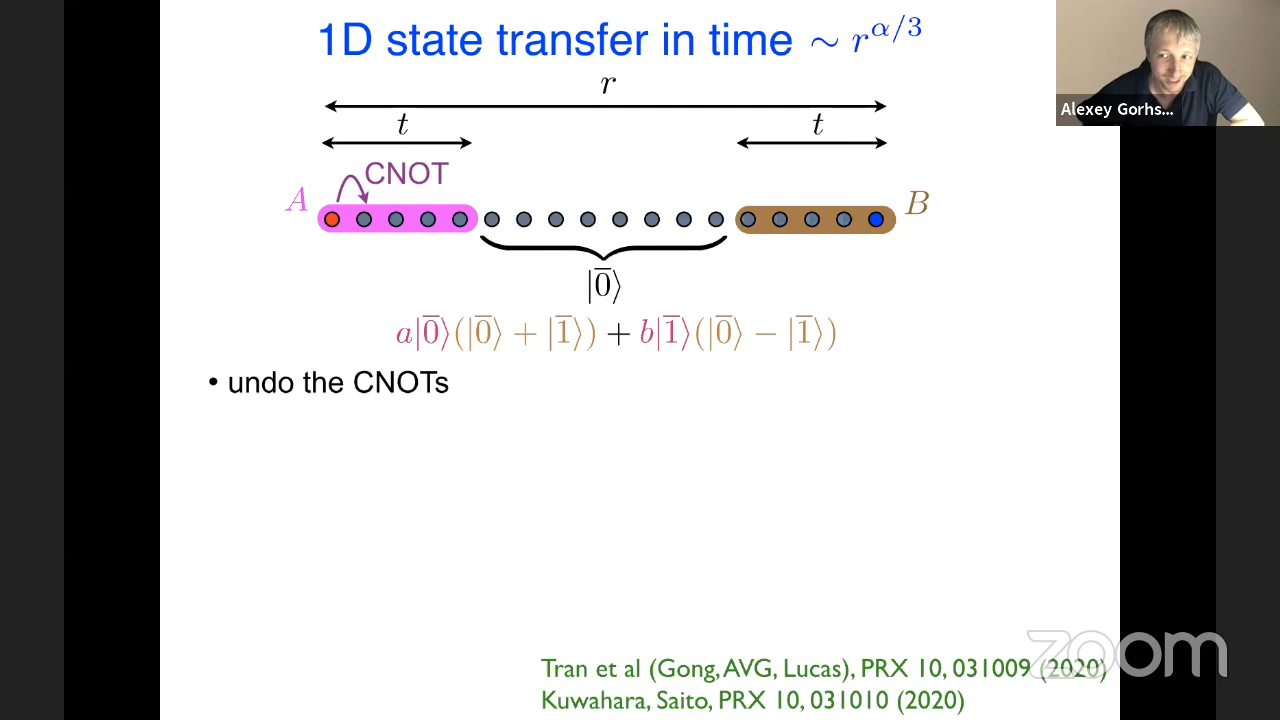 1D state transfer in time ∼ r^{α/3}
Alexey Gorhs...
r
t
t
CNOT
A
B
|0̅⟩
a|0̅⟩(|0̅⟩ + |1̅⟩) + b|1̅⟩(|0̅⟩ − |1̅⟩)
• undo the CNOTs
zoom
Tran et al (Gong, AVG, Lucas), PRX 10, 031009 (2020)
Kuwahara, Saito, PRX 10, 031010 (2020)